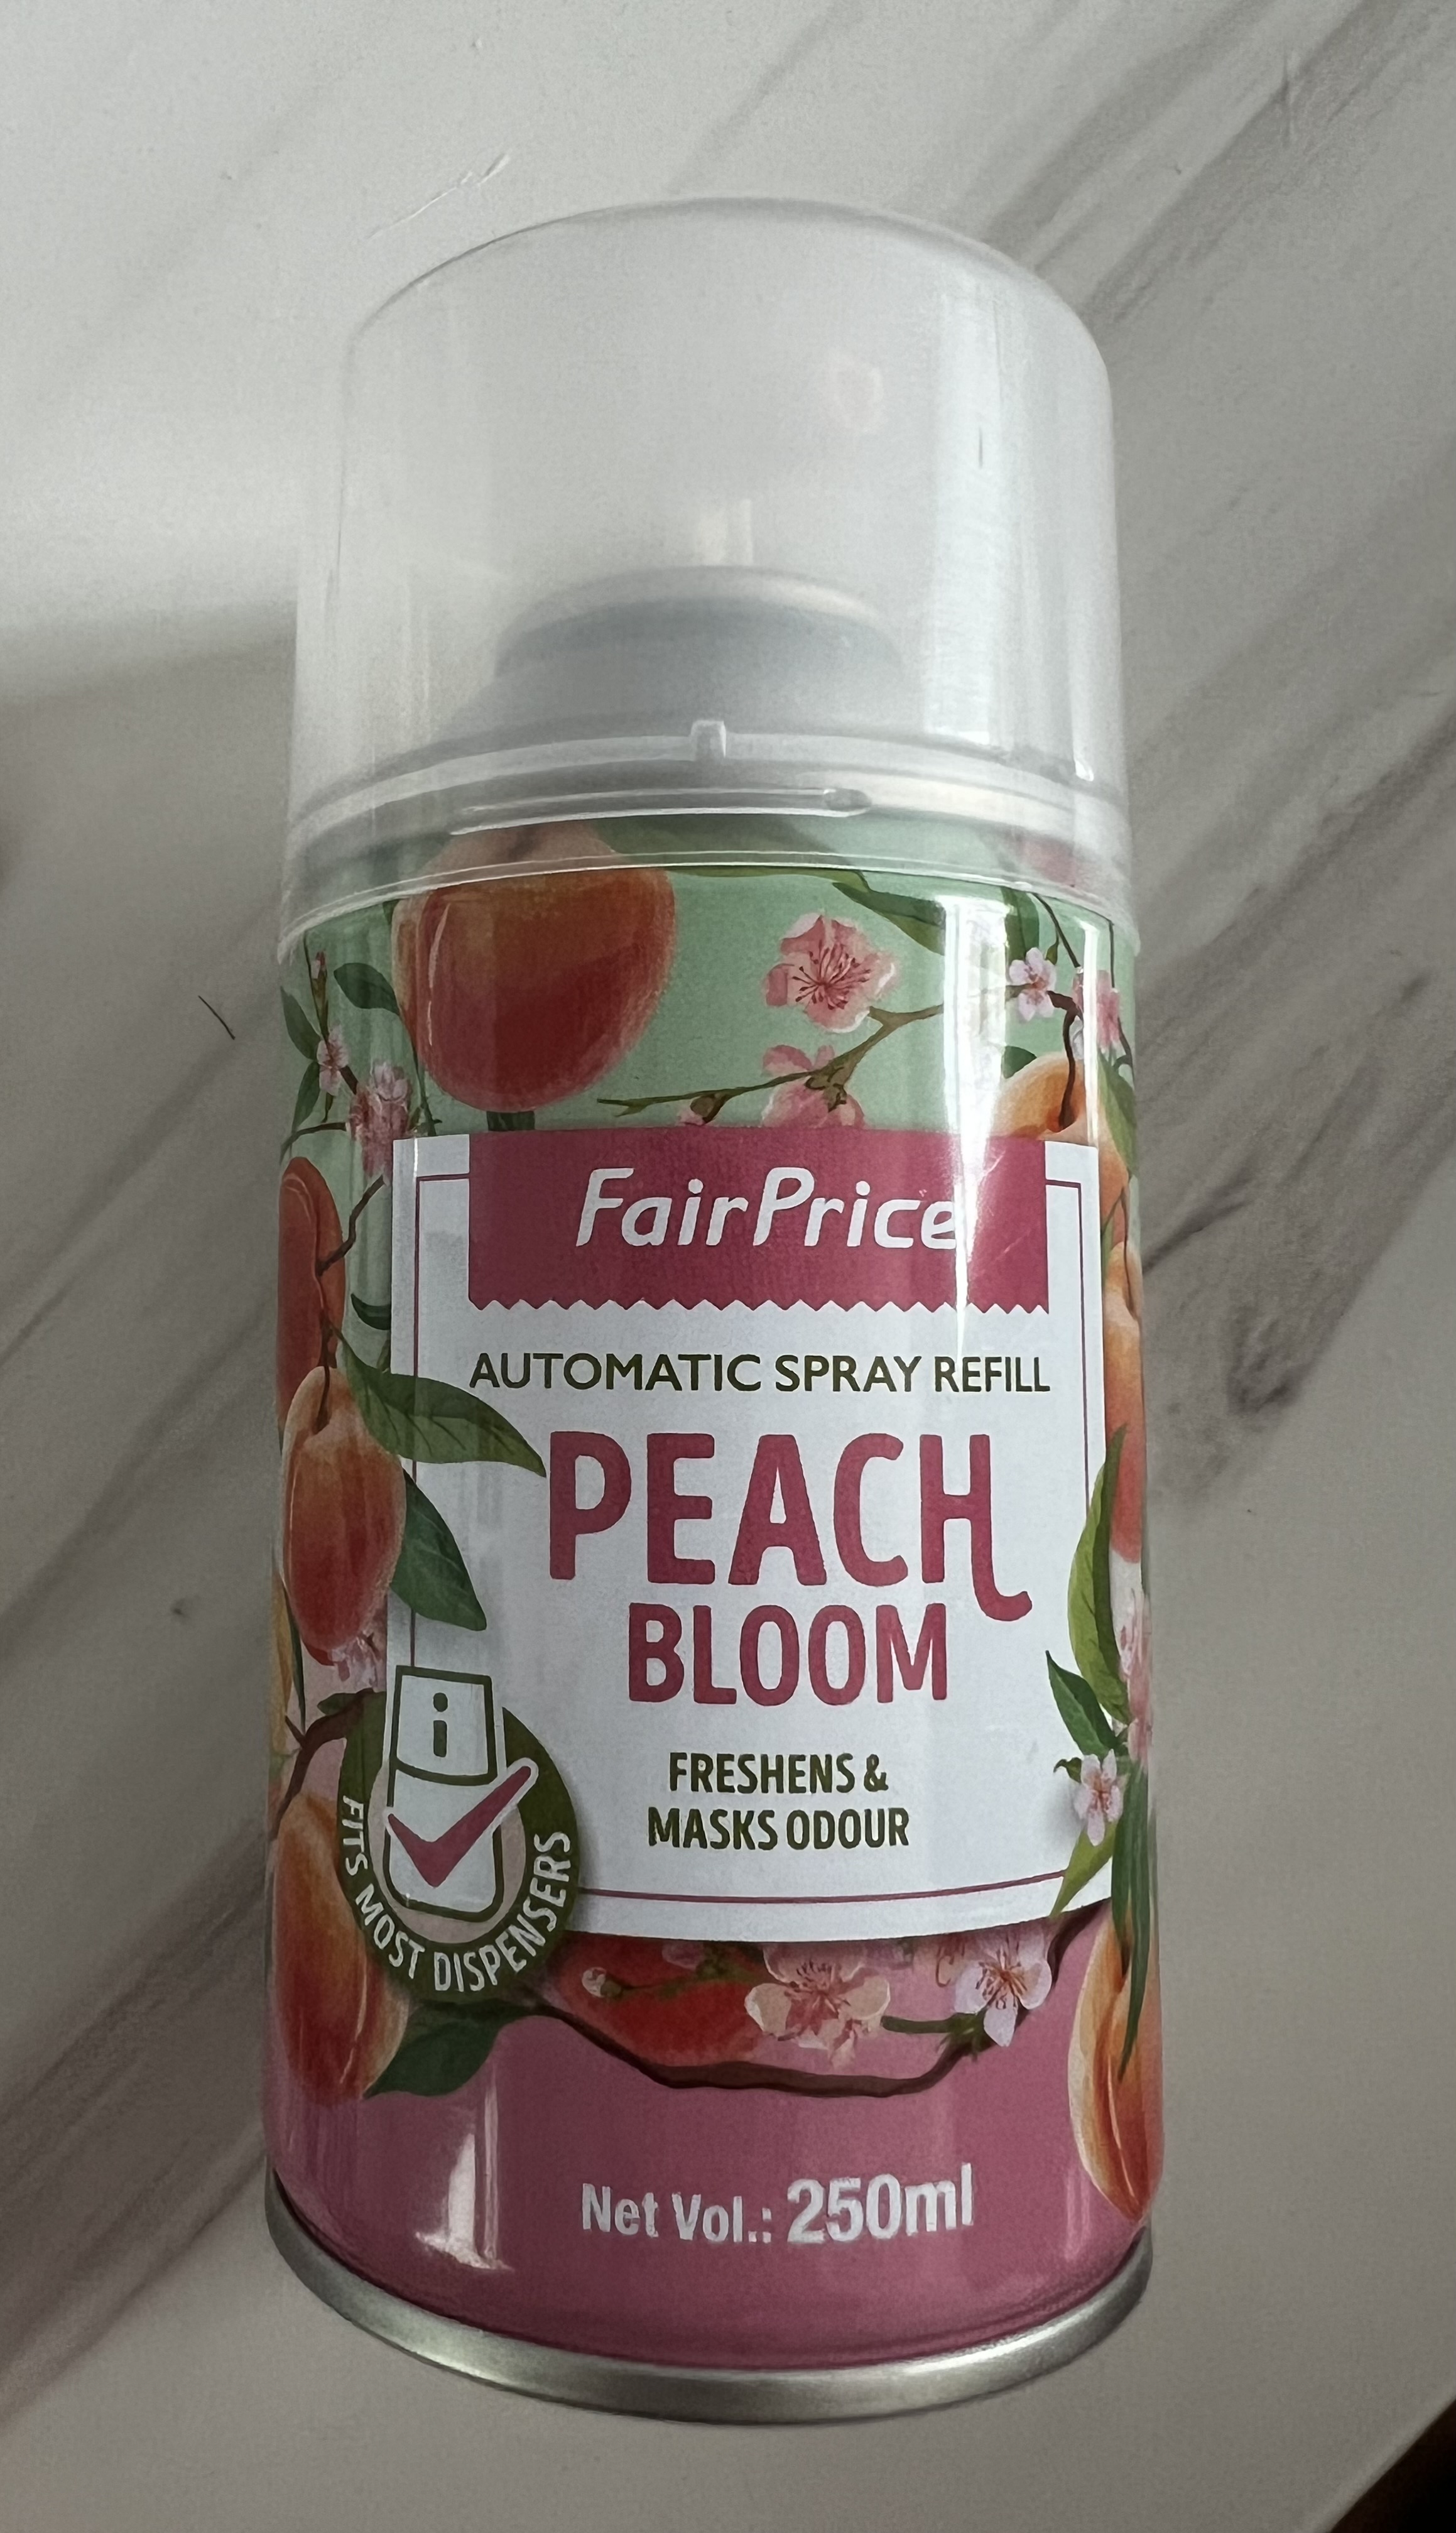 FairPrice
AUTOMATIC SPRAY REFILL
PEACH
BLOOM
FRESHENS &
MASKS ODOUR
i
FITS MOST DISPENSERS
Net Vol.: 250ml